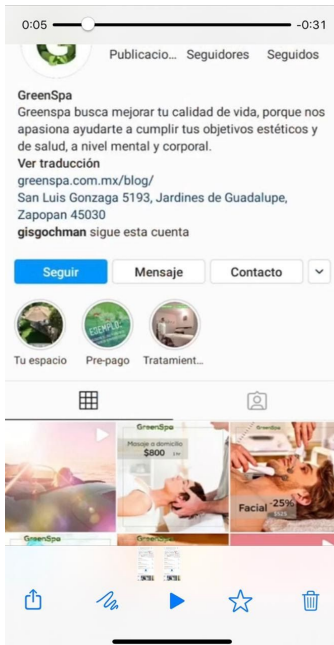 0:05
-0:31
Publicacio... Seguidores Seguidos
GreenSpa
Greenspa busca mejorar tu calidad de vida, porque nos
apasiona ayudarte a cumplir tus objetivos estéticos y
de salud, a nivel mental y corporal.
Ver traducción
greenspa.com.mx/blog/
San Luis Gonzaga 5193, Jardines de Guadalupe,
Zapopan 45030
gisgochman sigue esta cuenta
Seguir Mensaje Contacto
EJEMPLO:
Tu espacio Pre-pago Tratamient...
GreenSpa
Masaje a domicilio
$800
GreenSpa
Facial -25%
GreenSpa
GreenSpa